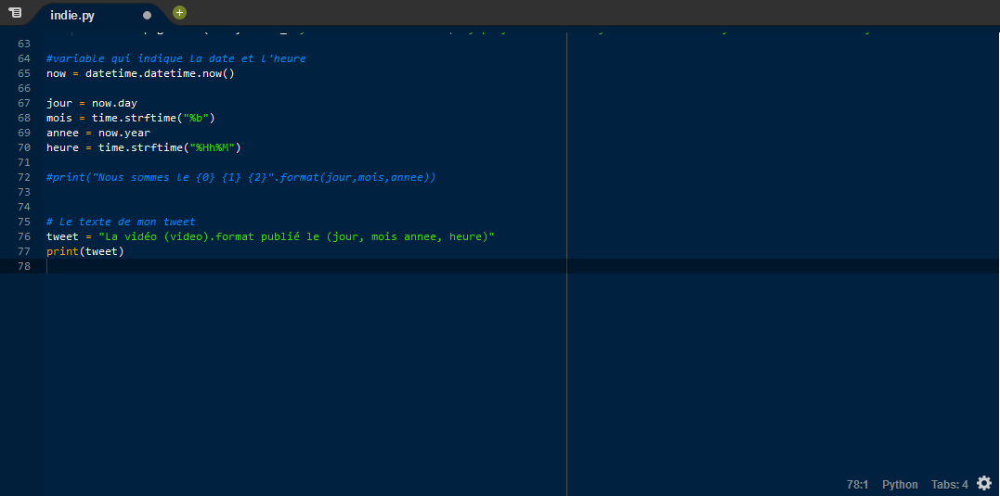 indie.py
63
64 #variable qui indique la date et l'heure
65 now = datetime.datetime.now()
66
67 jour = now.day
68 mois = time.strftime("%b")
69 annee = now.year
70 heure = time.strftime("%Hh%M")
71
72 #print("Nous sommes le {0} {1} {2}".format(jour,mois,annee))
73
74
75 # Le texte de mon tweet
76 tweet = "La vidéo (video).format publié le (jour, mois annee, heure)"
77 print(tweet)
78
78:1 Python Tabs: 4